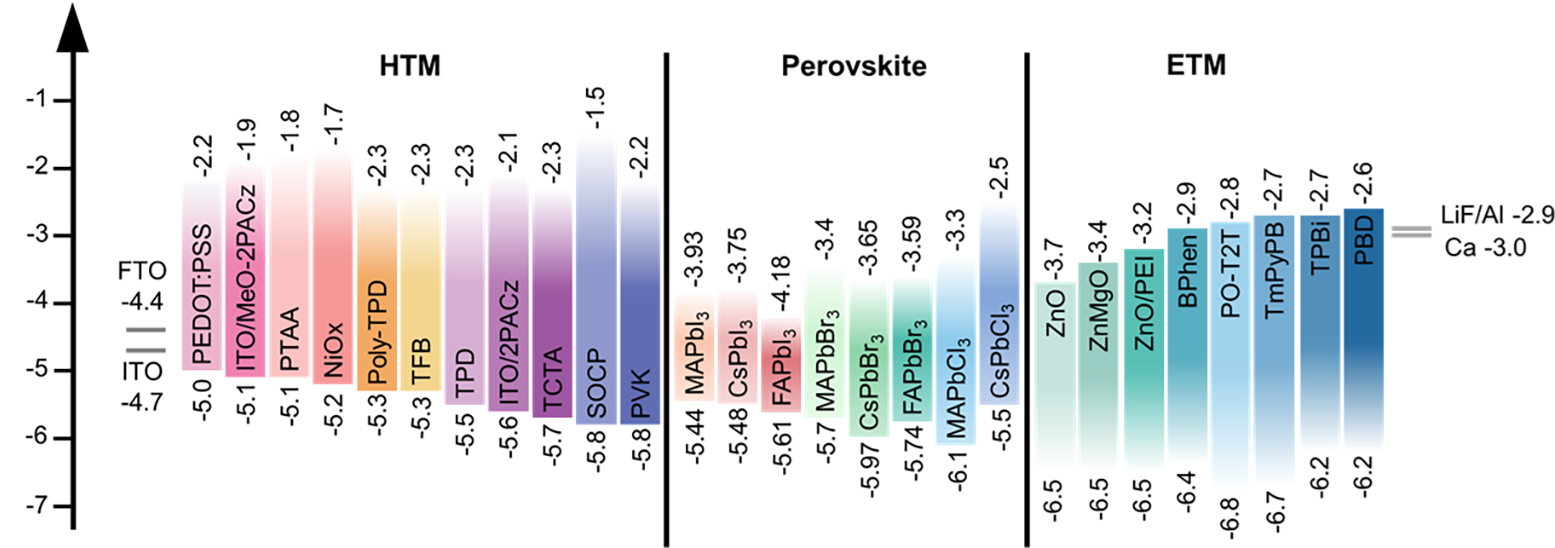 HTM
Perovskite
ETM
-1
-2
-3
-4
-5
-6
-7
FTO
-4.4
ITO
-4.7
-2.2
PEDOT:PSS
-5.0
-1.9
ITO/MeO-2PACz
-5.1
-1.8
PTAA
-5.1
-1.7
NiOx
-5.2
-2.3
Poly-TPD
-5.3
-2.3
TFB
-5.3
-2.3
TPD
-5.5
-2.1
ITO/2PACz
-5.6
-2.3
TCTA
-5.7
-1.5
SOCP
-5.8
-2.2
PVK
-5.8
-3.93
MAPbI₃
-5.44
-3.75
CsPbI₃
-5.48
-4.18
FAPbI₃
-5.61
-3.4
MAPbBr₃
-5.7
-3.65
CsPbBr₃
-5.97
-3.59
FAPbBr₃
-5.74
-3.3
MAPbCl₃
-6.1
-2.5
CsPbCl₃
-5.5
-3.7
ZnO
-6.5
-3.4
ZnMgO
-6.5
-3.2
ZnO/PEI
-6.5
-2.9
BPhen
-6.4
-2.8
PO-T2T
-6.8
-2.7
TmPyPB
-6.7
-2.7
TPBi
-6.2
-2.6
PBD
-6.2
LiF/Al -2.9
Ca -3.0